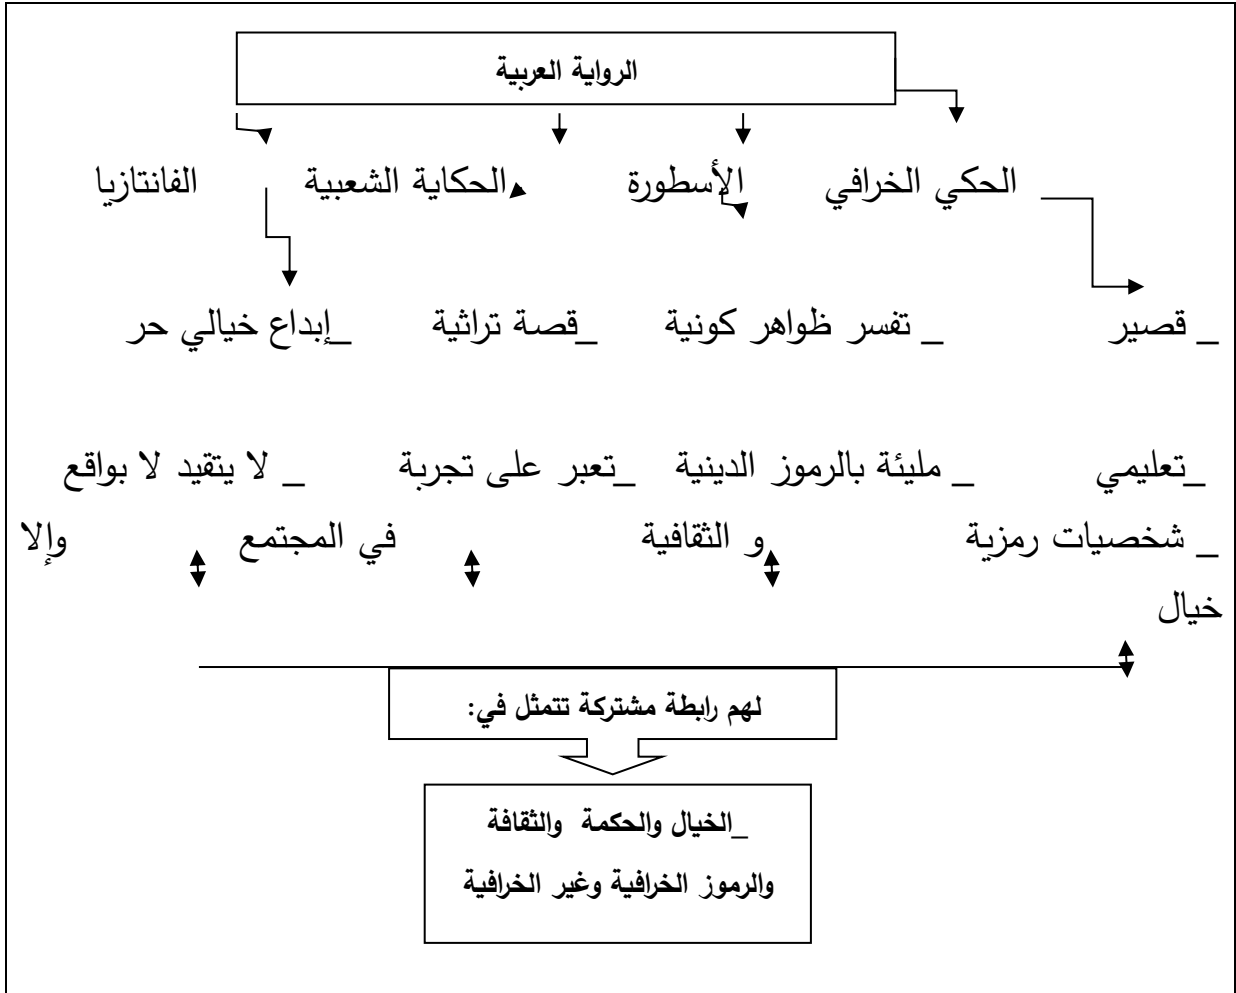 الرواية العربية
الحكي الخرافي الأسطورة الحكاية الشعبية الفانتازيا
_ قصير _ تفسر ظواهر كونية _قصة تراثية _إبداع خيالي حر
_تعليمي _ مليئة بالرموز الدينية _تعبر على تجربة _ لا يتقيد لا بواقع
_ شخصيات رمزية و الثقافية في المجتمع وإلا
خيال
لهم رابطة مشتركة تتمثل في:
_الخيال والحكمة والثقافة
والرموز الخرافية وغير الخرافية